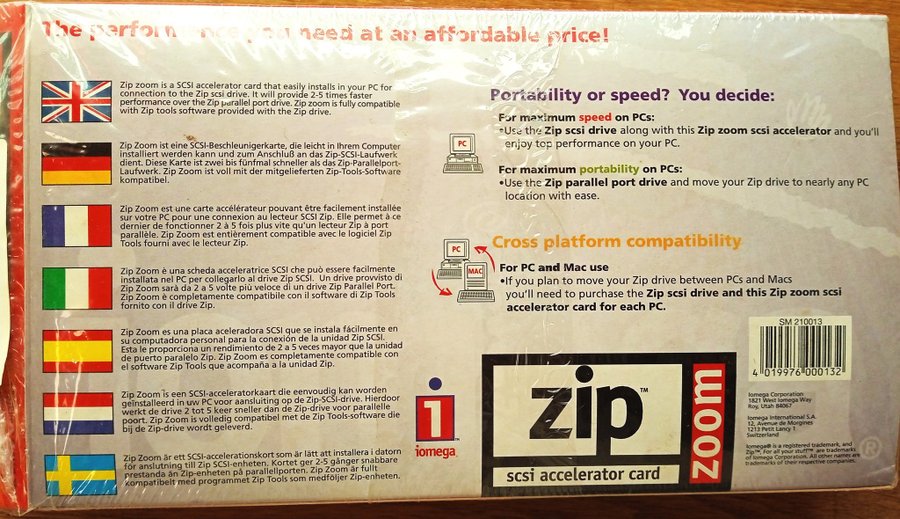 The performance you need at an affordable price!
Zip zoom is a SCSI accelerator card that easily installs in your PC for
connection to the Zip scsi drive. It will provide 2-5 times faster
performance over the Zip parallel port drive. Zip zoom is fully compatible
with Zip tools software provided with the Zip drive.
Zip Zoom ist eine SCSI-Beschleunigerkarte, die leicht in Ihrem Computer
installiert werden kann und zum Anschluß an das Zip-SCSI-Laufwerk
dient. Diese Karte ist zwei bis fünfmal schneller als das Zip-Parallelport-
Laufwerk. Zip Zoom ist voll mit der mitgelieferten Zip-Tools-Software
kompatibel.
Zip Zoom est une carte accélérateur pouvant être facilement installée
sur votre PC pour une connexion au lecteur SCSI Zip. Elle permet à ce
dernier de fonctionner 2 à 5 fois plus vite qu'un lecteur Zip à port
parallèle. Zip Zoom est entièrement compatible avec le logiciel Zip
Tools fourni avec le lecteur Zip.
Zip Zoom è una scheda acceleratrice SCSI che può essere facilmente
installata nel PC per collegarlo al drive Zip SCSI. Un drive provvisto di
Zip Zoom sarà da 2 a 5 volte più veloce di un drive Zip Parallel Port.
Zip Zoom è completamente compatibile con il software di Zip Tools
fornito con il drive Zip.
Zip Zoom es una placa aceleradora SCSI que se instala fácilmente en
su computadora personal para la conexión de la unidad Zip SCSI.
Esta le proporciona un rendimiento de 2 a 5 veces mayor que la unidad
de puerto paralelo Zip. Zip Zoom es completamente compatible con
el software Zip Tools que acompaña a la unidad Zip.
Zip Zoom is een SCSI-acceleratorkaart die eenvoudig kan worden
geïnstalleerd in uw PC voor aansluiting op de Zip-SCSI-drive. Hierdoor
werkt de drive 2 tot 5 keer sneller dan de Zip-drive voor parallelle
poort. Zip Zoom is volledig compatibel met de Zip Tools-software die
bij de Zip-drive wordt geleverd.
Zip Zoom är ett SCSI-accelerationskort som är lätt att installera i datorn
för anslutning till Zip SCSI-enheten. Kortet ger 2-5 gånger snabbare
prestanda än Zip-enheten på parallellporten. Zip zoom är fullt
kompatibelt med programmet Zip Tools som medföljer Zip-enheten.
Portability or speed? You decide:
For maximum speed on PCs:
•Use the Zip scsi drive along with this Zip zoom scsi accelerator and you'll
enjoy top performance on your PC.
PC
For maximum portability on PCs:
•Use the Zip parallel port drive and move your Zip drive to nearly any PC
location with ease.
Cross platform compatibility
PC
MAC
For PC and Mac use
•If you plan to move your Zip drive between PCs and Macs
you'll need to purchase the Zip scsi drive and this Zip zoom scsi
accelerator card for each PC.
i
iomega
zip™
zoom
scsi accelerator card
SM 210013
4 019976 000132
Iomega Corporation
1821 West Iomega Way
Roy, Utah 84067
Iomega International S.A.
12, Avenue de Morgines
1213 Petit Lancy 1
Switzerland
Iomega® is a registered trademark, and
Zip™, For all your stuff™ are trademarks
of Iomega Corporation. All other names are
trademarks of their respective companies.